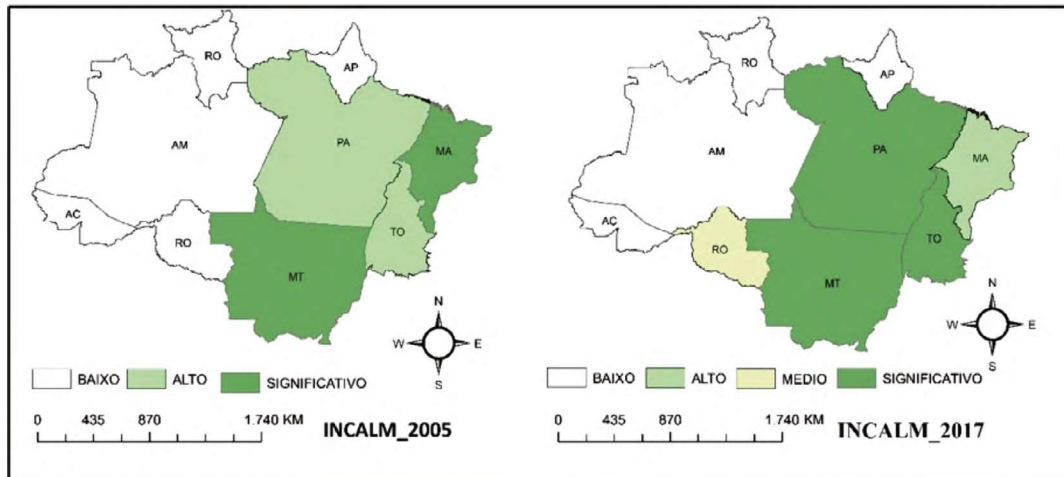 RO
AP
AM
PA
MA
AC
RO
TO
MT
N
W E
S
BAIXO ALTO SIGNIFICATIVO
0 435 870 1.740 KM
INCALM_2005
RO
AP
AM
PA
MA
AC
RO
TO
MT
N
W E
S
BAIXO ALTO MEDIO SIGNIFICATIVO
0 435 870 1.740 KM
INCALM_2017